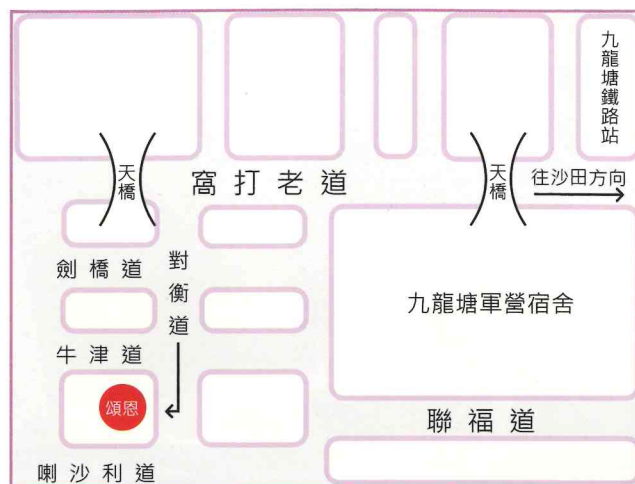 九龍塘鐵路站
天橋
天橋
窩打老道
往沙田方向
劍橋道
對衡道
九龍塘軍營宿舍
牛津道
頌恩
聯福道
喇沙利道